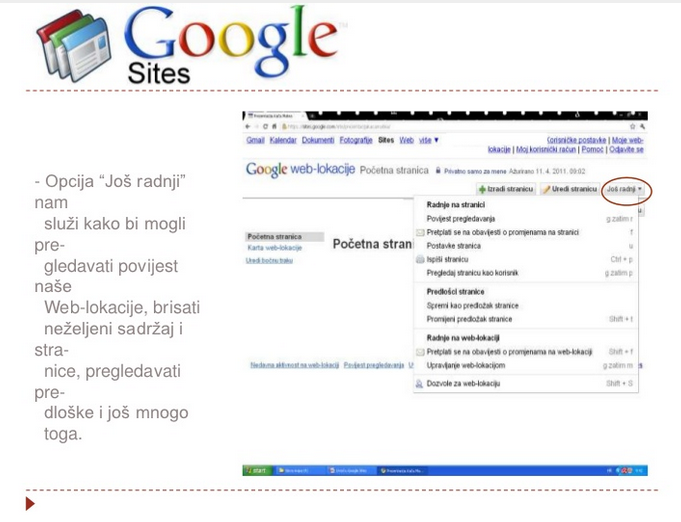 Google
Sites
- Opcija “Još radnji”
nam
služi kako bi mogli
pre-
gledavati povijest
naše
Web-lokacije, brisati
neželjeni sadržaj i
stra-
nice, pregledavati
pre-
dloške i još mnogo
toga.
Gmail Kalendar Dokumenti Fotografije Sites Web više ▼
Korisničke postavke | Moje web-
lokacije | Moj korisnički račun | Pomoć | Odjavite se
Google web-lokacije Početna stranica Privatno samo za mene Ažurirano 11. 4. 2011. 09:02
Izradi stranicu Uredi stranicu Još radnji
Početna stranica
Karta web-lokacije
Uredi bočnu traku
Početna stran
Radnje na stranici
Povijest pregledavanja g zatim r
Pretplati se na obavijesti o promjenama na stranici f
Postavke stranica u
Ispiši stranicu Ctrl + p
Pregledaj stranicu kao korisnik g zatim p
Predlošci stranice
Spremi kao predložak stranice
Promijeni predložak stranice Shift + t
Radnje na web-lokaciji
Pretplati se na obavijesti o promjenama na web-lokaciji Shift + f
Upravljanje web-lokacijom g zatim m
Dozvole za web-lokaciju Shift + S
Nedavna aktivnost na web-lokaciji Povijest pregledavanja
start